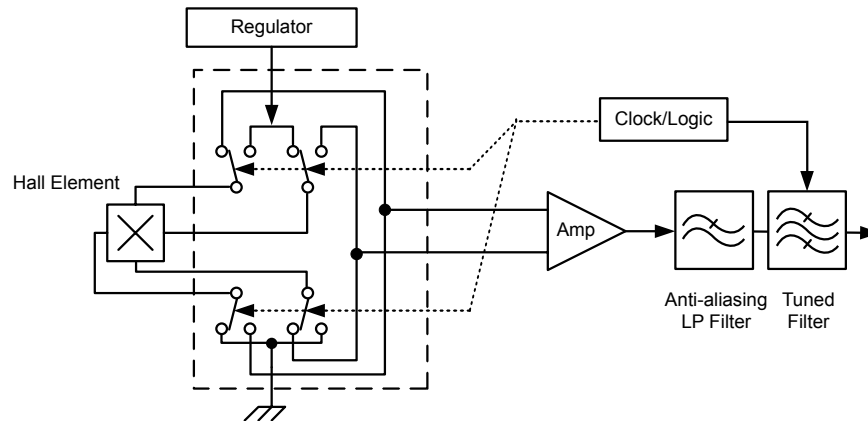 Regulator
Clock/Logic
Hall Element
Amp
Anti-aliasing
LP Filter
Tuned
Filter